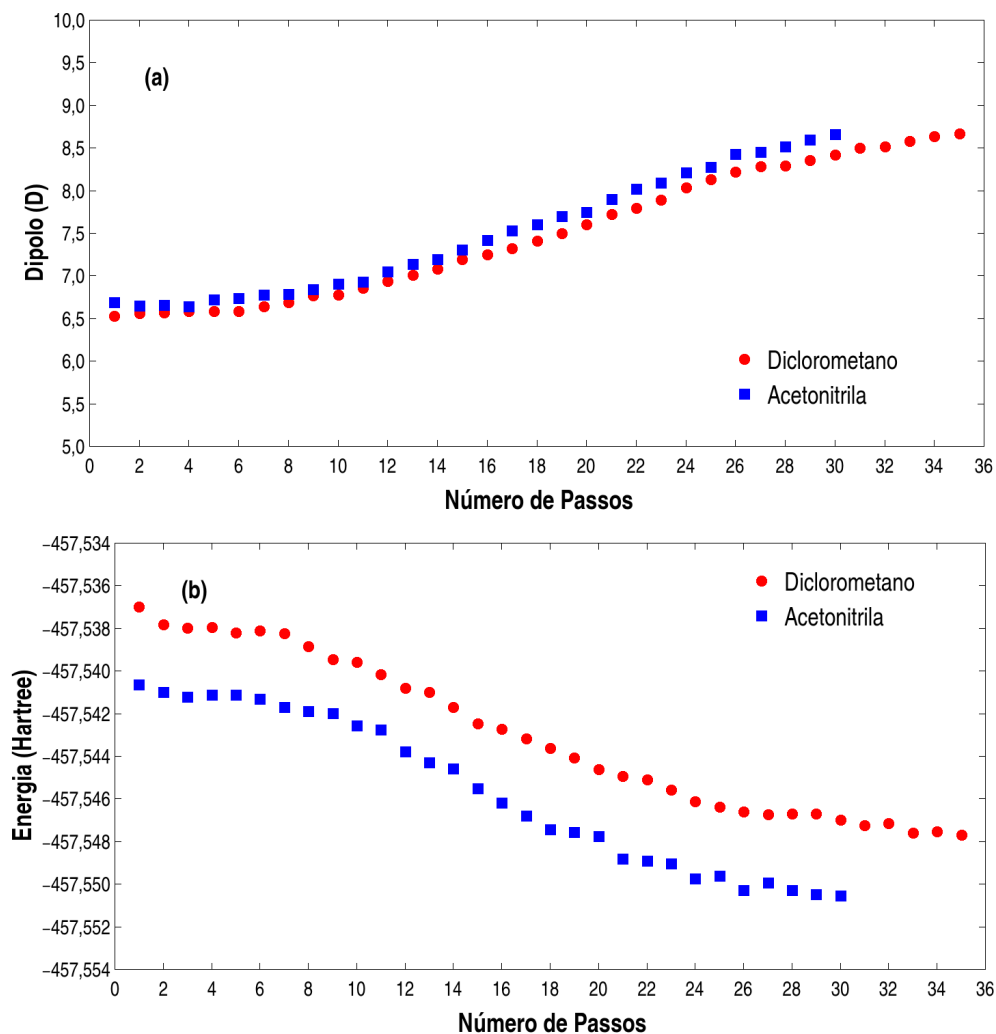 10,0
9,5
(a)
9,0
8,5
8,0
7,5
7,0
6,5
6,0
5,5
5,0
Dipolo (D)
Diclorometano
Acetonitrila
0 2 4 6 8 10 12 14 16 18 20 22 24 26 28 30 32 34 36
Número de Passos
−457,534
−457,536
(b)
−457,538
−457,540
−457,542
−457,544
−457,546
−457,548
−457,550
−457,552
−457,554
Energia (Hartree)
Diclorometano
Acetonitrila
0 2 4 6 8 10 12 14 16 18 20 22 24 26 28 30 32 34 36
Número de Passos